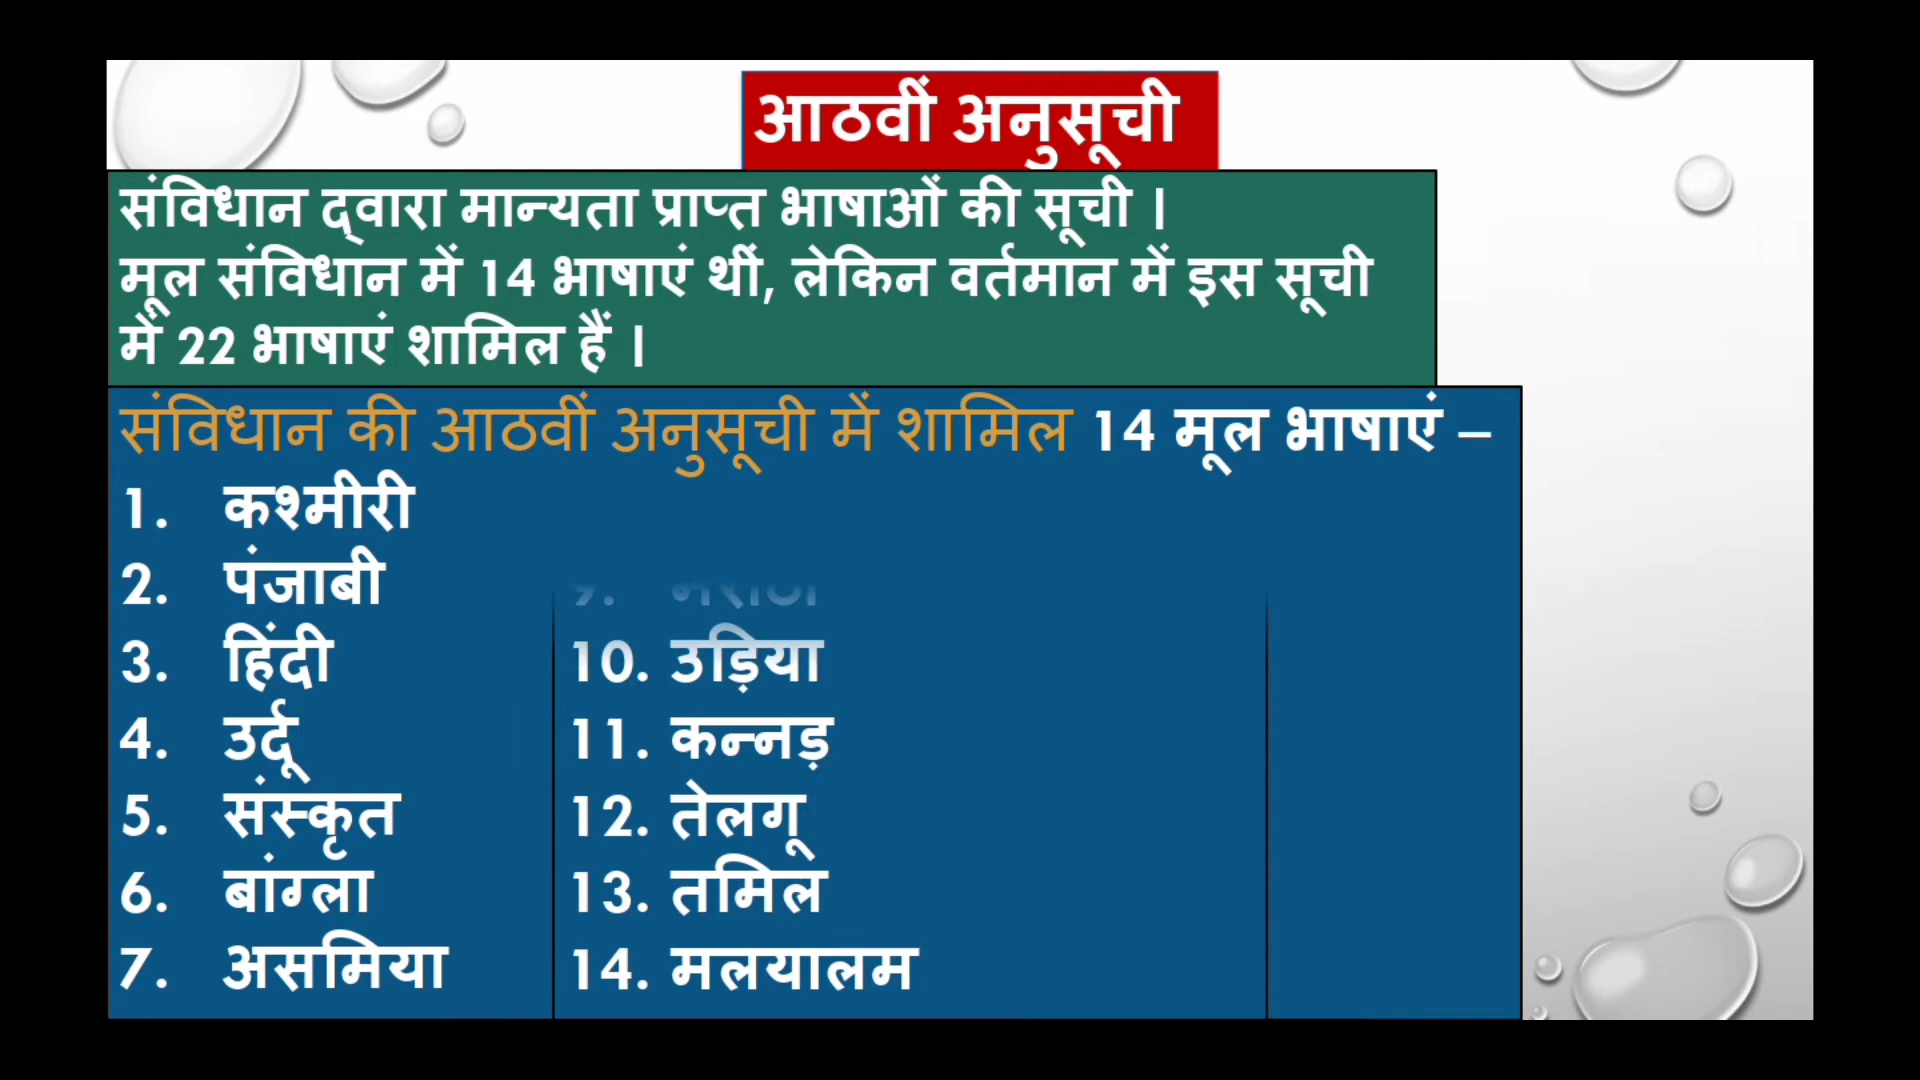 आठवीं अनुसूची
संविधान द्वारा मान्यता प्राप्त भाषाओं की सूची |
मूल संविधान में 14 भाषाएं थीं, लेकिन वर्तमान में इस सूची
में 22 भाषाएं शामिल हैं |
संविधान की आठवीं अनुसूची में शामिल 14 मूल भाषाएं –
1. कश्मीरी
2. पंजाबी
3. हिंदी
4. उर्दू
5. संस्कृत
6. बांग्ला
7. असमिया
10. उड़िया
11. कन्नड़
12. तेलगू
13. तमिल
14. मलयालम